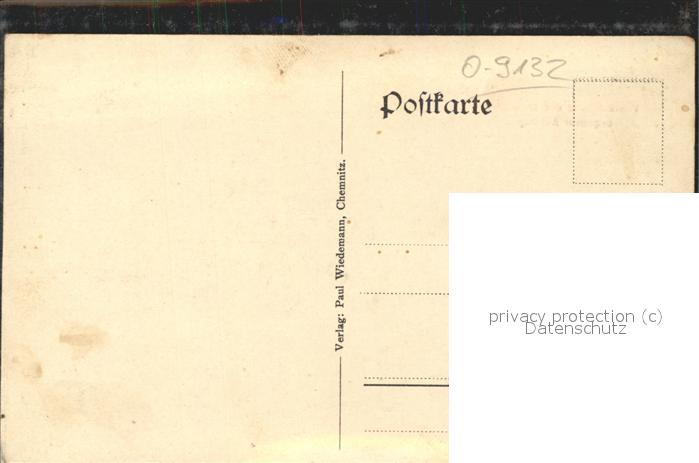 O-9132
Postkarte
Verlag: Paul Wiedemann, Chemnitz.
privacy protection (c)
Datenschutz